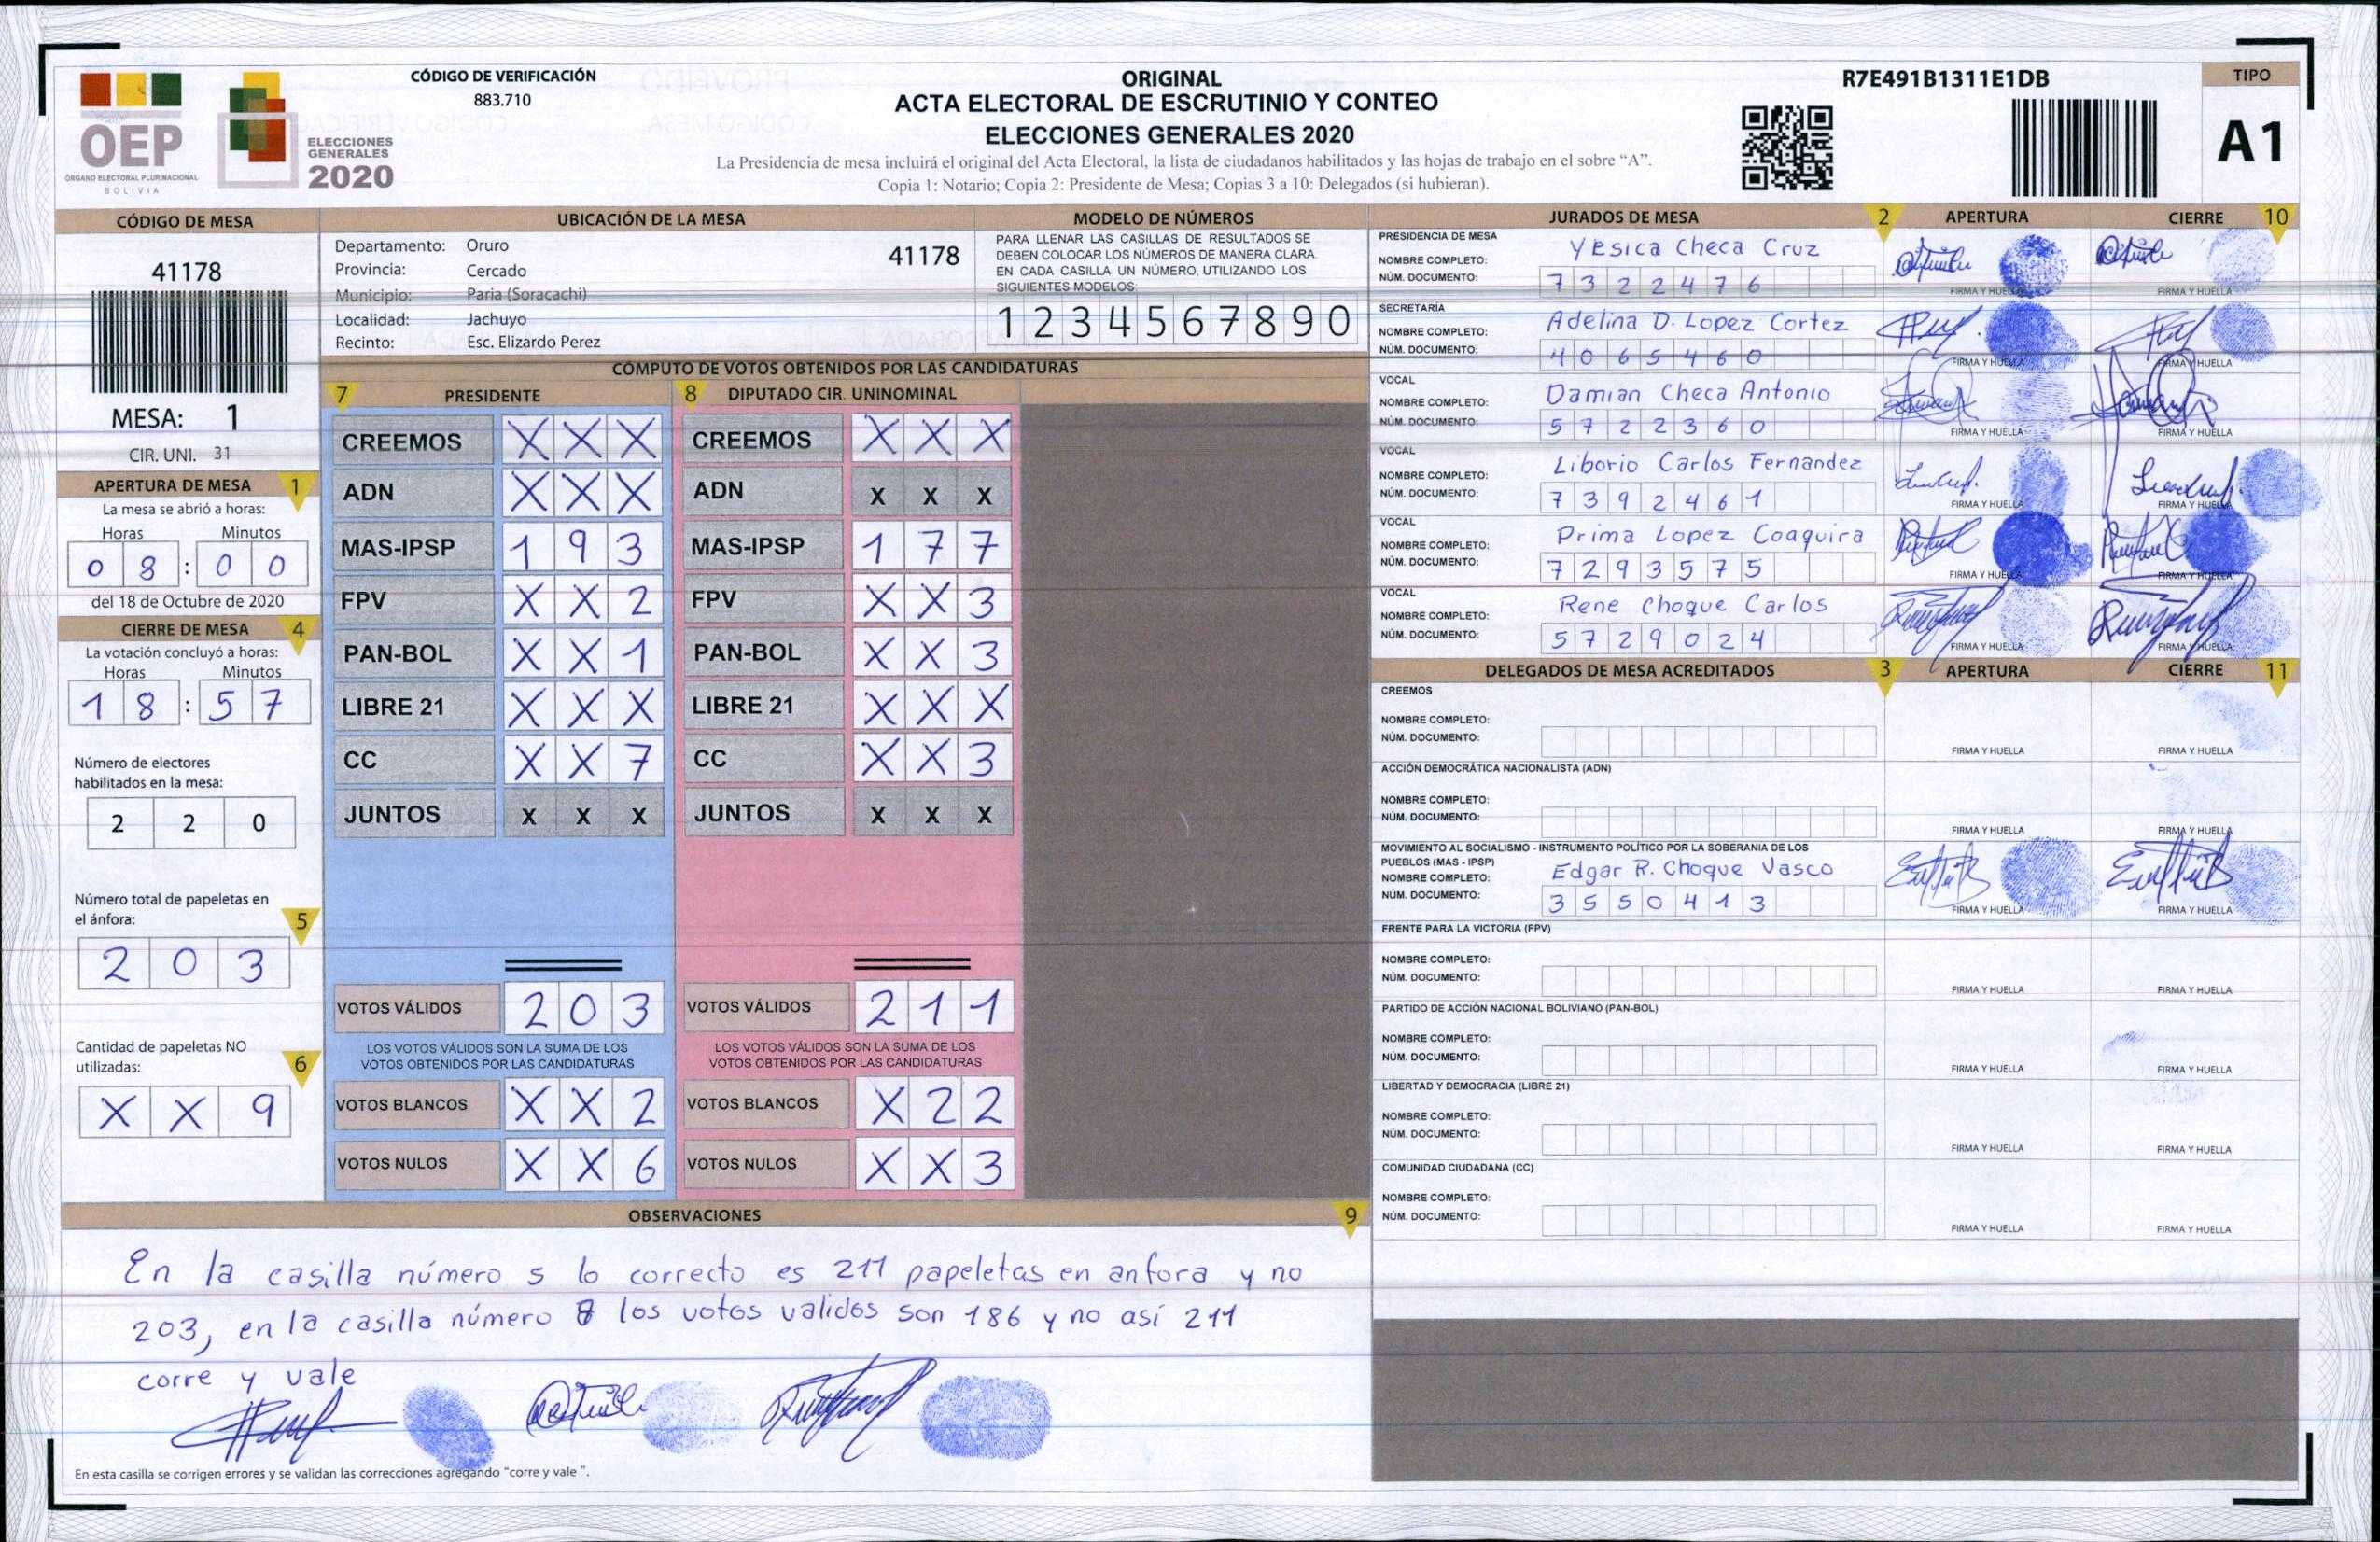 OEP
ÓRGANO ELECTORAL PLURINACIONAL
BOLIVIA
ELECCIONES
GENERALES
2020
CÓDIGO DE VERIFICACIÓN
883.710
ORIGINAL
ACTA ELECTORAL DE ESCRUTINIO Y CONTEO
ELECCIONES GENERALES 2020
La Presidencia de mesa incluirá el original del Acta Electoral, la lista de ciudadanos habilitados y las hojas de trabajo en el sobre “A”.
Copia 1: Notario; Copia 2: Presidente de Mesa; Copias 3 a 10: Delegados (si hubieran).
R7E491B1311E1DB
TIPO
A1
CÓDIGO DE MESA
41178
MESA: 1
CIR. UNI. 31
UBICACIÓN DE LA MESA
Departamento: Oruro
41178
Provincia: Cercado
Municipio: Paria (Soracachi)
Localidad: Jachuyo
Recinto: Esc. Elizardo Perez
MODELO DE NÚMEROS
PARA LLENAR LAS CASILLAS DE RESULTADOS SE
DEBEN COLOCAR LOS NÚMEROS DE MANERA CLARA
EN CADA CASILLA UN NÚMERO, UTILIZANDO LOS
SIGUIENTES MODELOS:
1 2 3 4 5 6 7 8 9 0
APERTURA DE MESA 1
La mesa se abrió a horas:
Horas Minutos
0 8 : 0 0
del 18 de Octubre de 2020
CIERRE DE MESA 4
La votación concluyó a horas:
Horas Minutos
1 8 : 5 7
Número de electores
habilitados en la mesa:
2 2 0
Número total de papeletas en
el ánfora: 5
2 0 3
Cantidad de papeletas NO
utilizadas: 6
X X 9
CÓMPUTO DE VOTOS OBTENIDOS POR LAS CANDIDATURAS
7 PRESIDENTE
CREEMOS X X X
ADN X X X
MAS-IPSP 1 9 3
FPV X X 2
PAN-BOL X X 1
LIBRE 21 X X X
CC X X 7
JUNTOS X X X
VOTOS VÁLIDOS 2 0 3
LOS VOTOS VÁLIDOS SON LA SUMA DE LOS
VOTOS OBTENIDOS POR LAS CANDIDATURAS
VOTOS BLANCOS X X 2
VOTOS NULOS X X 6
8 DIPUTADO CIR. UNINOMINAL
CREEMOS X X X
ADN X X X
MAS-IPSP 1 7 7
FPV X X 3
PAN-BOL X X 3
LIBRE 21 X X X
CC X X 3
JUNTOS X X X
VOTOS VÁLIDOS 2 1 1
LOS VOTOS VÁLIDOS SON LA SUMA DE LOS
VOTOS OBTENIDOS POR LAS CANDIDATURAS
VOTOS BLANCOS X 2 2
VOTOS NULOS X X 3
JURADOS DE MESA 2 APERTURA CIERRE 10
PRESIDENCIA DE MESA
NOMBRE COMPLETO: Yesica Checa Cruz
NÚM. DOCUMENTO: 7 3 2 2 4 7 6
FIRMA Y HUELLA FIRMA Y HUELLA
SECRETARÍA
NOMBRE COMPLETO: Adelina D. Lopez Cortez
NÚM. DOCUMENTO: 4 0 6 5 4 6 0
FIRMA Y HUELLA FIRMA Y HUELLA
VOCAL
NOMBRE COMPLETO: Damian Checa Antonio
NÚM. DOCUMENTO: 5 7 2 2 3 6 0
FIRMA Y HUELLA FIRMA Y HUELLA
VOCAL
NOMBRE COMPLETO: Liborio Carlos Fernandez
NÚM. DOCUMENTO: 7 3 9 2 4 6 1
FIRMA Y HUELLA FIRMA Y HUELLA
VOCAL
NOMBRE COMPLETO: Prima Lopez Coaquira
NÚM. DOCUMENTO: 7 2 9 3 5 7 5
FIRMA Y HUELLA FIRMA Y HUELLA
VOCAL
NOMBRE COMPLETO: Rene Choque Carlos
NÚM. DOCUMENTO: 5 7 2 9 0 2 4
FIRMA Y HUELLA FIRMA Y HUELLA
DELEGADOS DE MESA ACREDITADOS 3 APERTURA CIERRE 11
CREEMOS
NOMBRE COMPLETO:
NÚM. DOCUMENTO:
FIRMA Y HUELLA FIRMA Y HUELLA
ACCIÓN DEMOCRÁTICA NACIONALISTA (ADN)
NOMBRE COMPLETO:
NÚM. DOCUMENTO:
FIRMA Y HUELLA FIRMA Y HUELLA
MOVIMIENTO AL SOCIALISMO - INSTRUMENTO POLÍTICO POR LA SOBERANIA DE LOS
PUEBLOS (MAS - IPSP)
NOMBRE COMPLETO: Edgar R. Choque Vasco
NÚM. DOCUMENTO: 3 5 5 0 4 1 3
FIRMA Y HUELLA FIRMA Y HUELLA
FRENTE PARA LA VICTORIA (FPV)
NOMBRE COMPLETO:
NÚM. DOCUMENTO:
FIRMA Y HUELLA FIRMA Y HUELLA
PARTIDO DE ACCIÓN NACIONAL BOLIVIANO (PAN-BOL)
NOMBRE COMPLETO:
NÚM. DOCUMENTO:
FIRMA Y HUELLA FIRMA Y HUELLA
LIBERTAD Y DEMOCRACIA (LIBRE 21)
NOMBRE COMPLETO:
NÚM. DOCUMENTO:
FIRMA Y HUELLA FIRMA Y HUELLA
COMUNIDAD CIUDADANA (CC)
NOMBRE COMPLETO:
NÚM. DOCUMENTO:
FIRMA Y HUELLA FIRMA Y HUELLA
OBSERVACIONES 9
En la casilla número 5 lo correcto es 211 papeletas en anfora y no
203, en la casilla número 8 los votos validos son 186 y no así 211
corre y vale
En esta casilla se corrigen errores y se validan las correcciones agregando “corre y vale ”.